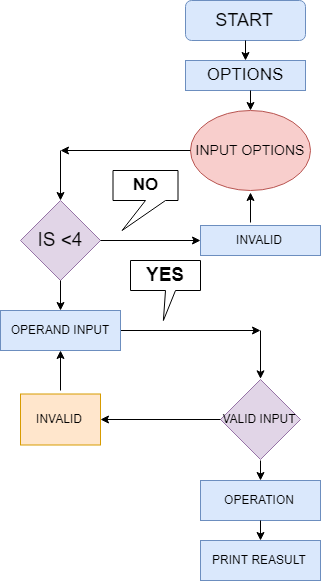 START
OPTIONS
INPUT OPTIONS
NO
IS <4
INVALID
YES
OPERAND INPUT
INVALID
VALID INPUT
OPERATION
PRINT REASULT